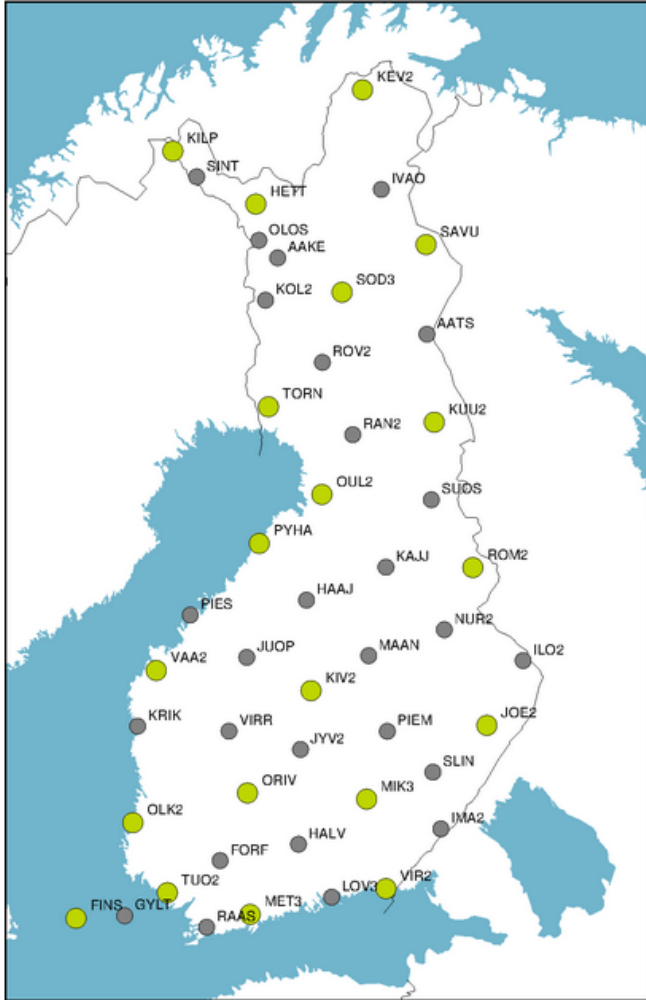 KEV2
KILP
SINT
IVAO
HETT
OLOS
SAVU
AAKE
SOD3
KOL2
AATS
ROV2
TORN
KUU2
RAN2
OUL2
SUOS
PYHA
KAJJ
ROM2
HAAJ
PIES
NUR2
JUOP
MAAN
ILO2
VAA2
KIV2
KRIK
VIRR
PIEM
JOE2
JYV2
SLIN
ORIV
MIK3
OLK2
IMA2
HALV
FORF
TUO2
VIR2
LOV3
FINS
GYLT
MET3
RAAS